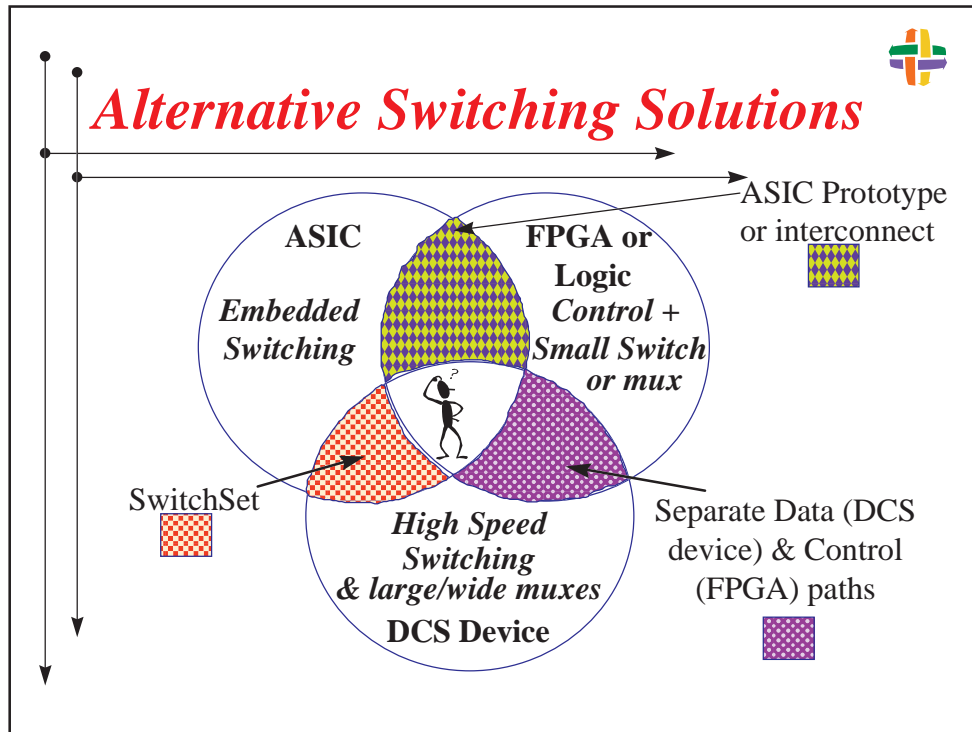 Alternative Switching Solutions
ASIC Prototype
or interconnect
ASIC
Embedded
Switching
FPGA or
Logic
Control +
Small Switch
or mux
?
SwitchSet
High Speed
Switching
& large/wide muxes
DCS Device
Separate Data (DCS
device) & Control
(FPGA) paths